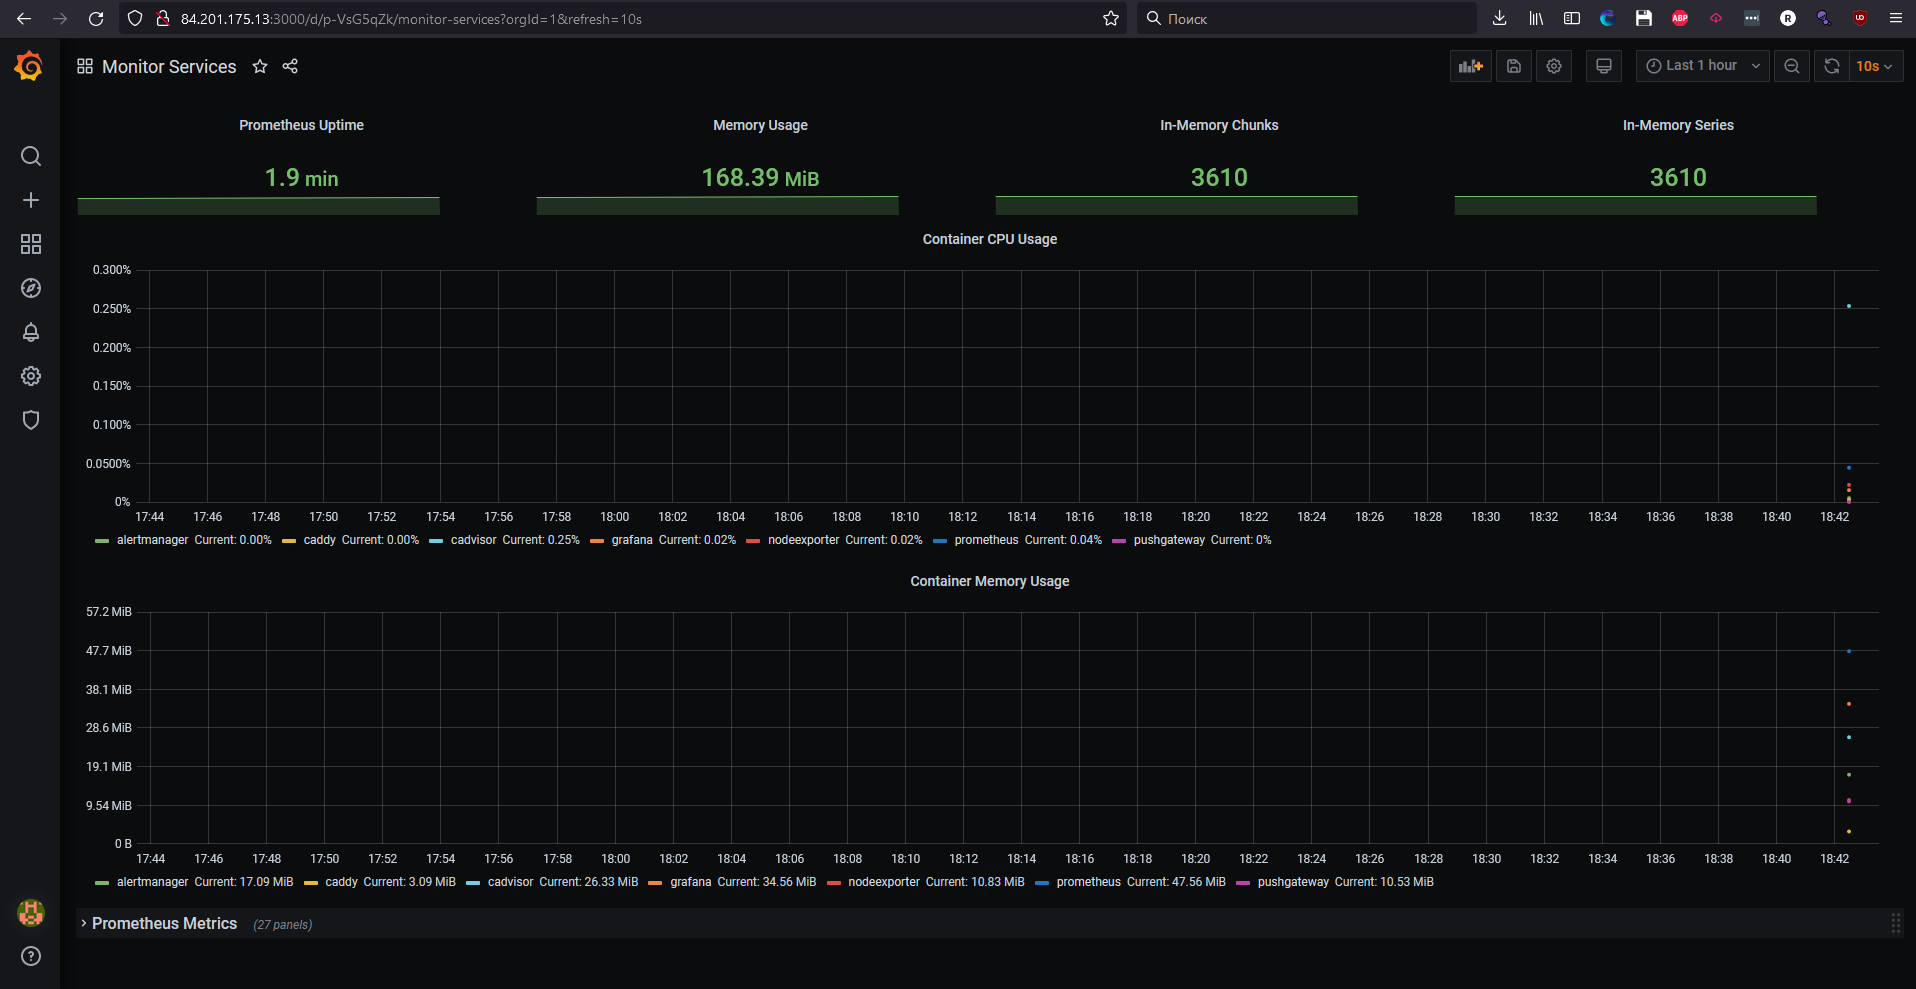 84.201.175.13:3000/d/p-VsG5qZk/monitor-services?orgId=1&refresh=10s
Поиск
ABP
R
UD
Monitor Services
Last 1 hour
10s
Prometheus Uptime
1.9 min
Memory Usage
168.39 MiB
In-Memory Chunks
3610
In-Memory Series
3610
Container CPU Usage
0.300%
0.250%
0.200%
0.150%
0.100%
0.0500%
0%
17:44 17:46 17:48 17:50 17:52 17:54 17:56 17:58 18:00 18:02 18:04 18:06 18:08 18:10 18:12 18:14 18:16 18:18 18:20 18:22 18:24 18:26 18:28 18:30 18:32 18:34 18:36 18:38 18:40 18:42
alertmanager Current: 0.00% caddy Current: 0.00% cadvisor Current: 0.25% grafana Current: 0.02% nodeexporter Current: 0.02% prometheus Current: 0.04% pushgateway Current: 0%
Container Memory Usage
57.2 MiB
47.7 MiB
38.1 MiB
28.6 MiB
19.1 MiB
9.54 MiB
0 B
17:44 17:46 17:48 17:50 17:52 17:54 17:56 17:58 18:00 18:02 18:04 18:06 18:08 18:10 18:12 18:14 18:16 18:18 18:20 18:22 18:24 18:26 18:28 18:30 18:32 18:34 18:36 18:38 18:40 18:42
alertmanager Current: 17.09 MiB caddy Current: 3.09 MiB cadvisor Current: 26.33 MiB grafana Current: 34.56 MiB nodeexporter Current: 10.83 MiB prometheus Current: 47.56 MiB pushgateway Current: 10.53 MiB
Prometheus Metrics (27 panels)